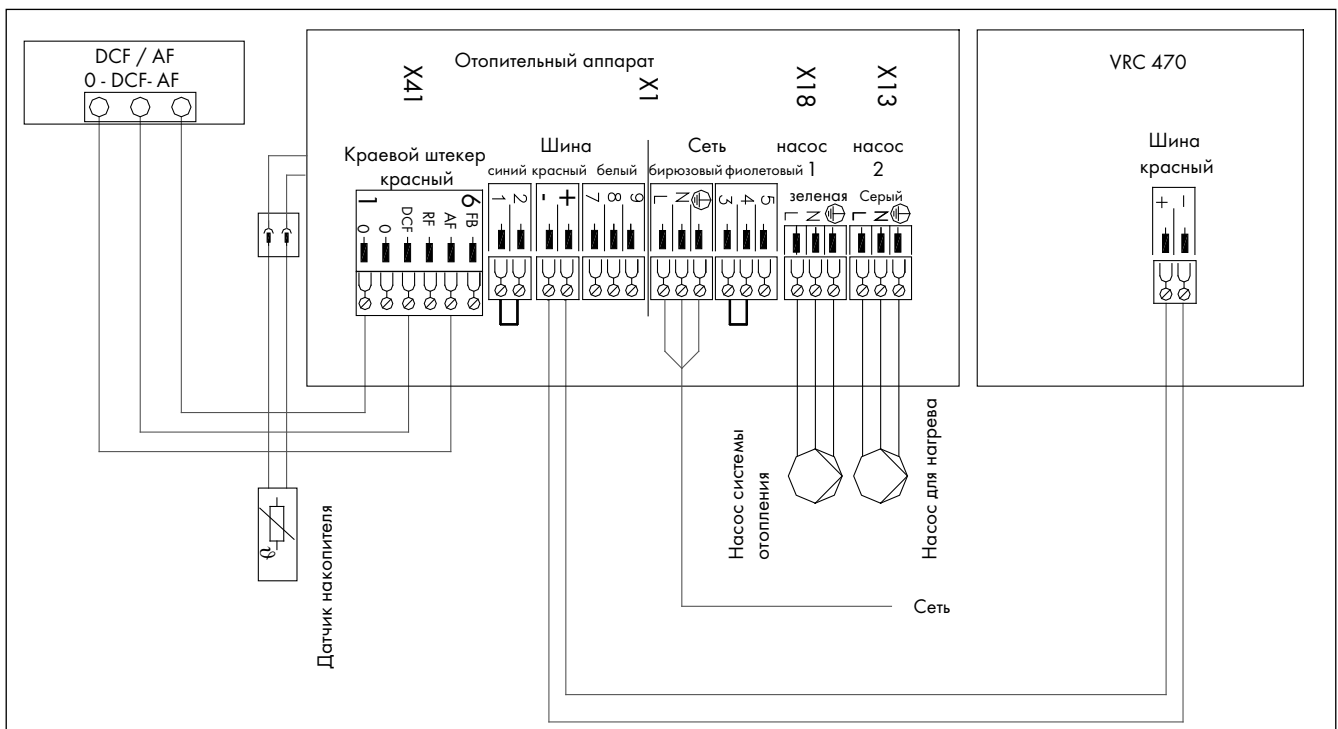 DCF / AF
0 - DCF- AF
Отопительный аппарат
VRC 470
X41
X1
X18
X13
Краевой штекер
красный
Шина
Сеть
насос
1
насос
2
синий
красный
белый
бирюзовый
фиолетовый
зеленая
Серый
1
6
0
0
DCF
RF
AF
FB
1
2
-
+
7
8
9
L
N
3
4
5
L
N
L
N
Шина
красный
+
–
Насос системы
отопления
Насос для нагрева
Датчик накопителя
ϑ
Сеть